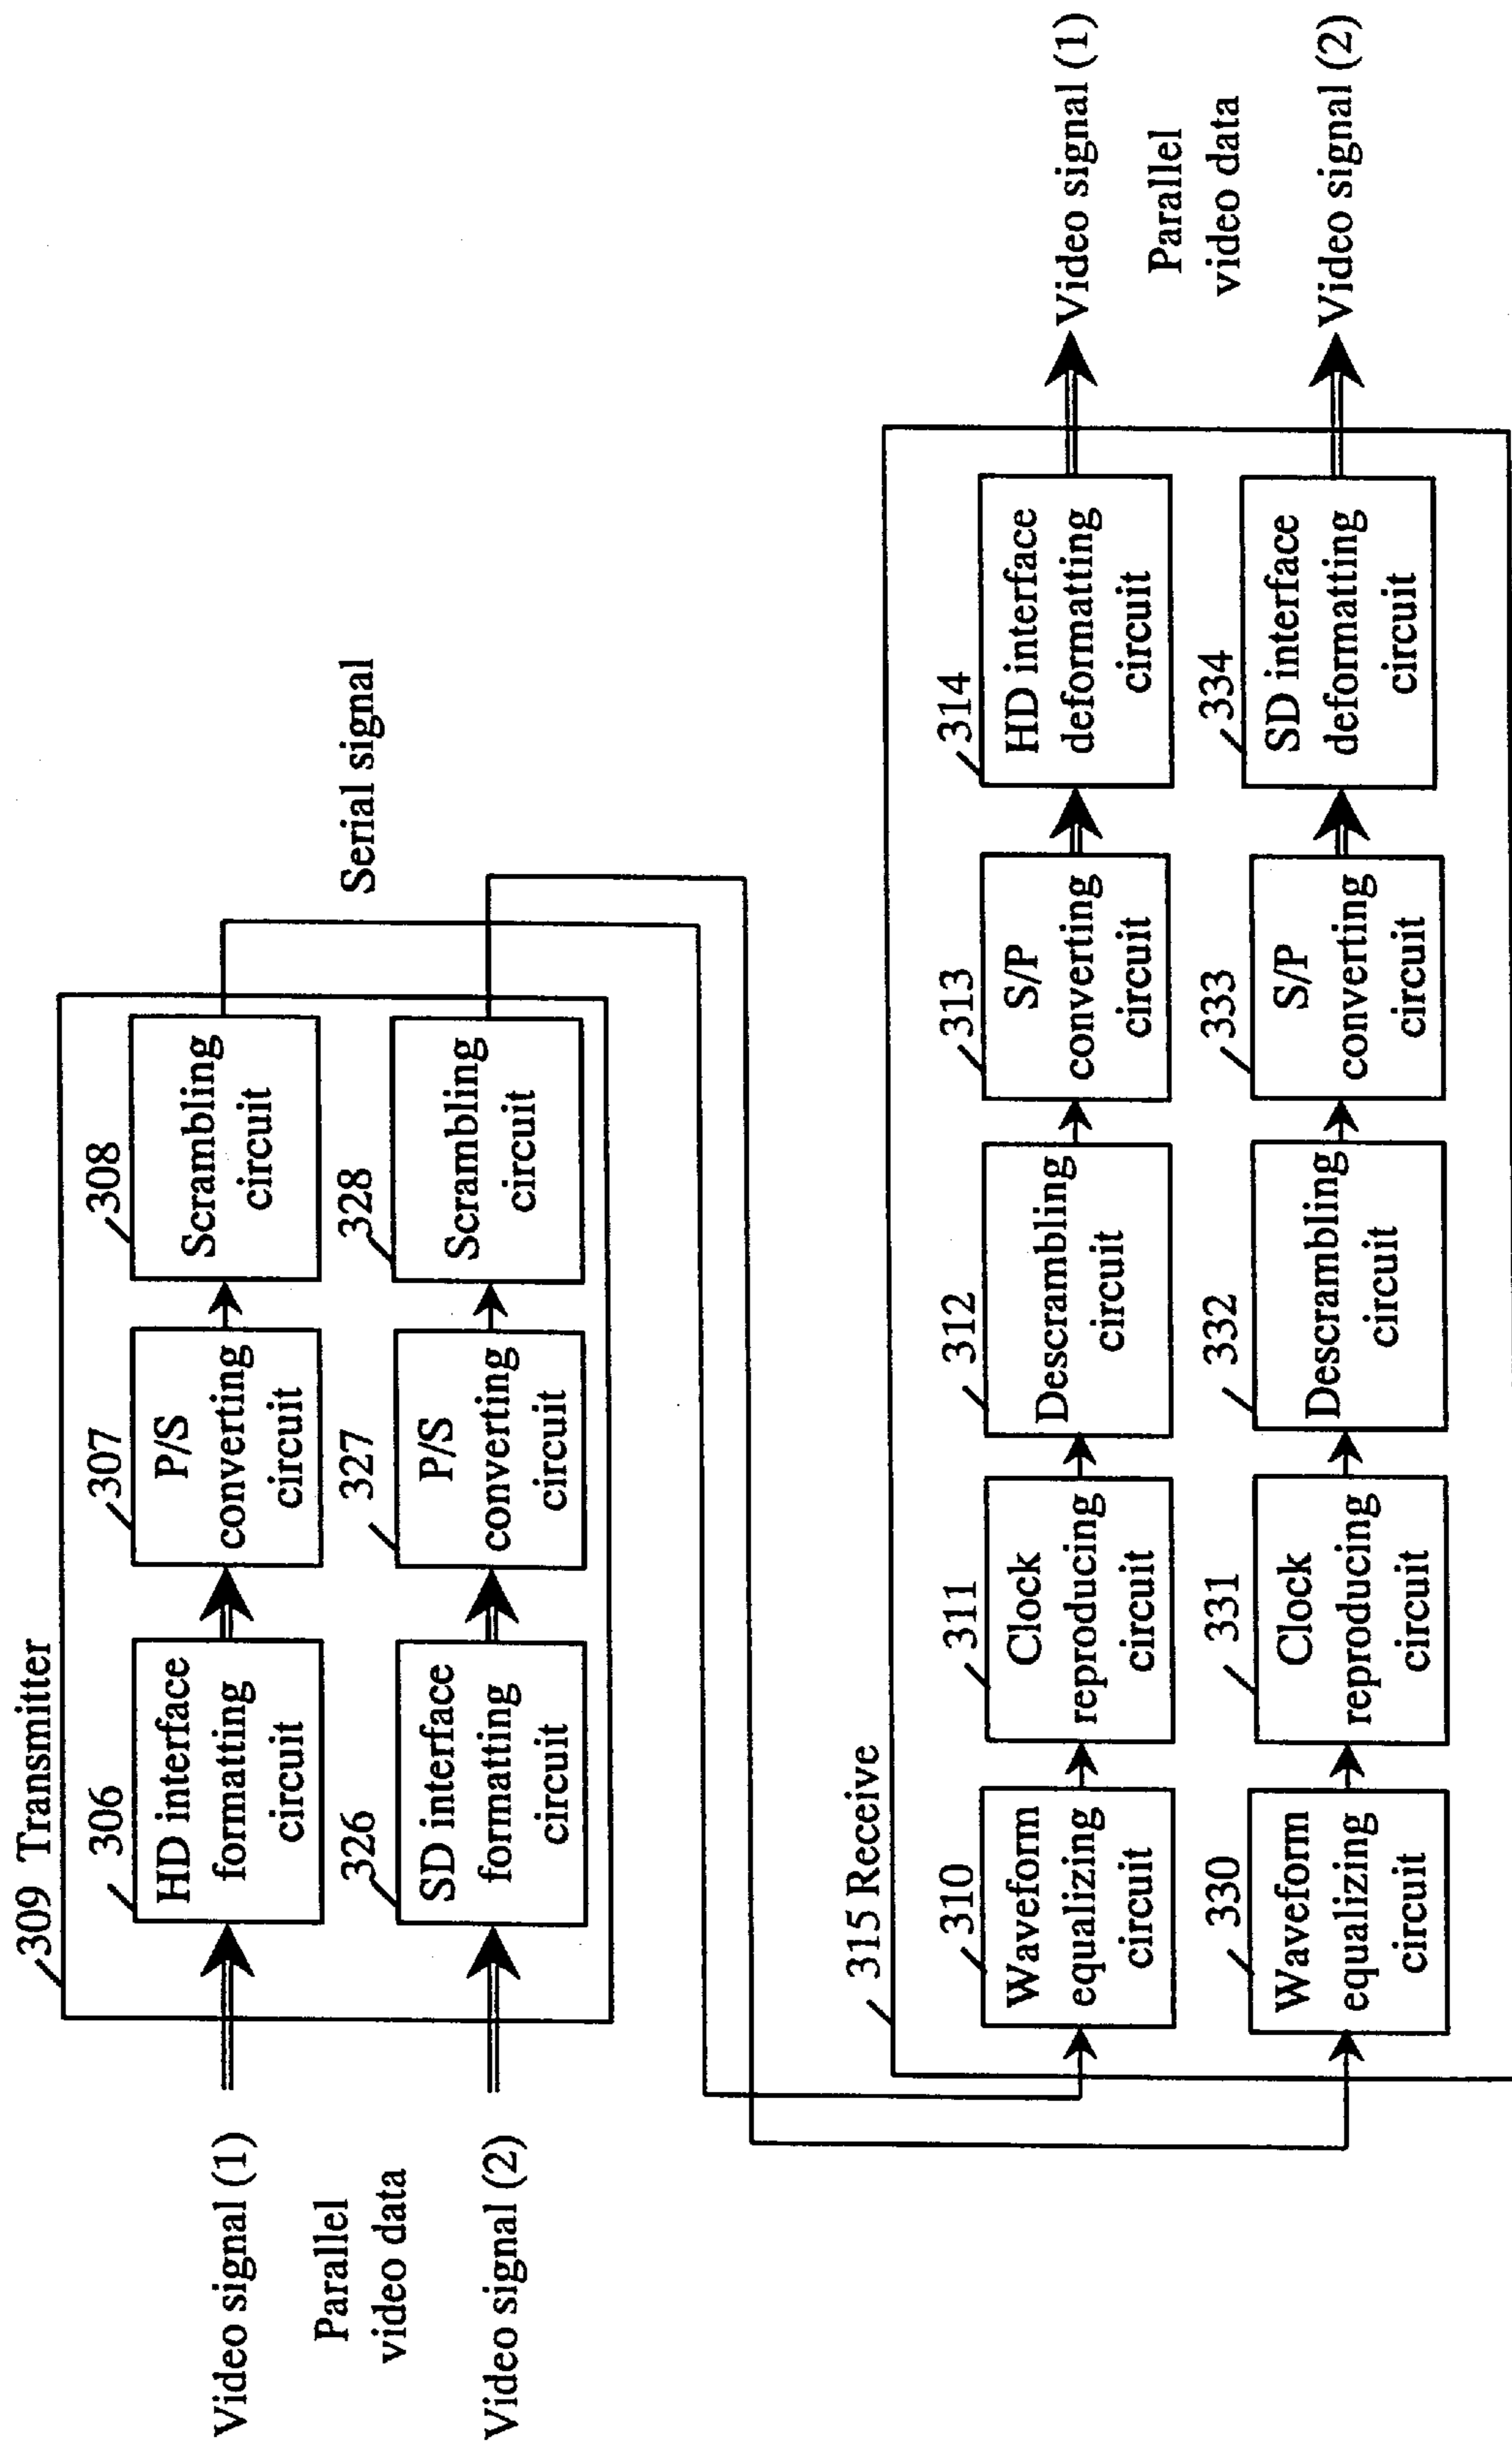 309 Transmitter
306
HD interface
formatting
circuit
307
P/S
converting
circuit
308
Scrambling
circuit
Video signal (1)
Parallel
video data
Video signal (2)
326
SD interface
formatting
circuit
327
P/S
converting
circuit
328
Scrambling
circuit
Serial signal
315 Receive
310
Waveform
equalizing
circuit
311
Clock
reproducing
circuit
312
Descrambling
circuit
313
S/P
converting
circuit
314
HD interface
deformatting
circuit
Video signal (1)
Parallel
video data
Video signal (2)
330
Waveform
equalizing
circuit
331
Clock
reproducing
circuit
332
Descrambling
circuit
333
S/P
converting
circuit
334
SD interface
deformatting
circuit